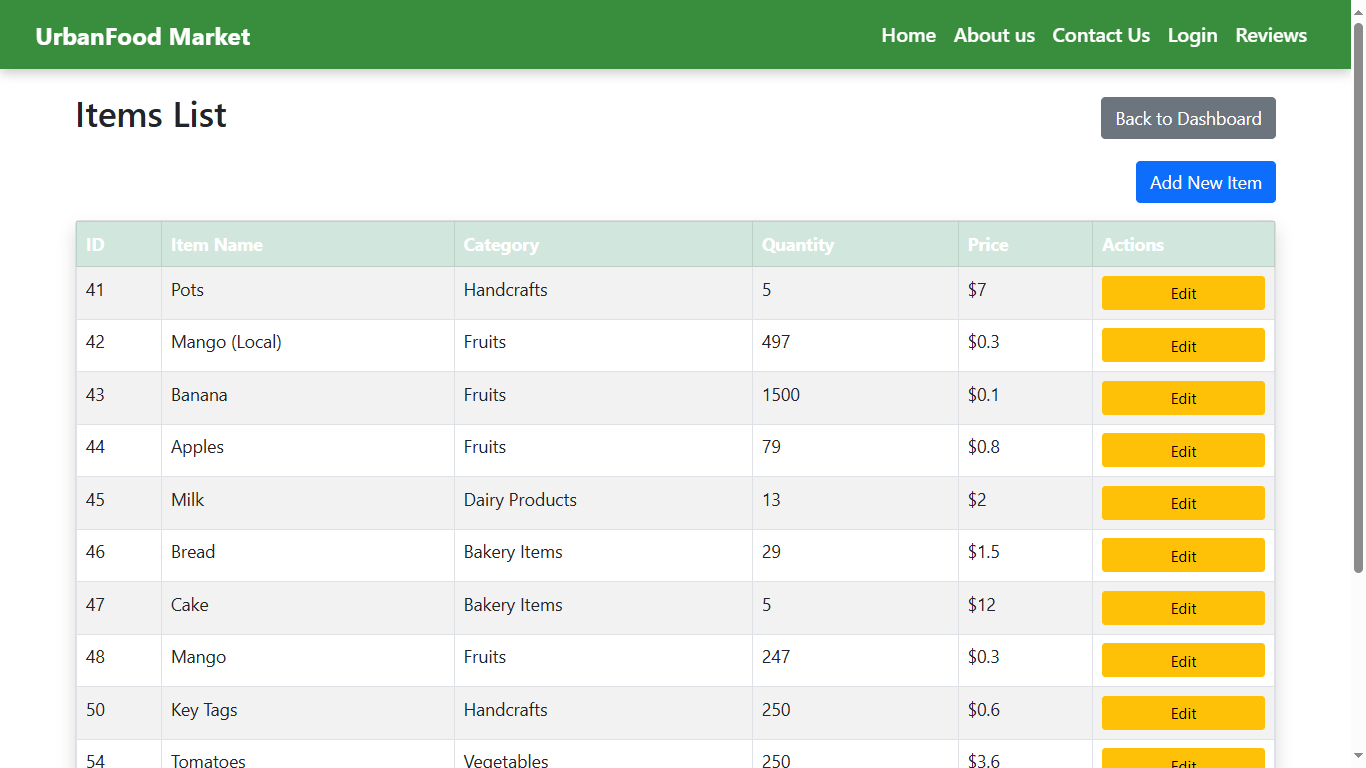 UrbanFood Market Home About us Contact Us Login Reviews
Items List Back to Dashboard
Add New Item
ID Item Name Category Quantity Price Actions
41 Pots Handcrafts 5 $7 Edit
42 Mango (Local) Fruits 497 $0.3 Edit
43 Banana Fruits 1500 $0.1 Edit
44 Apples Fruits 79 $0.8 Edit
45 Milk Dairy Products 13 $2 Edit
46 Bread Bakery Items 29 $1.5 Edit
47 Cake Bakery Items 5 $12 Edit
48 Mango Fruits 247 $0.3 Edit
50 Key Tags Handcrafts 250 $0.6 Edit
54 Tomatoes Vegetables 250 $3.6 Edit